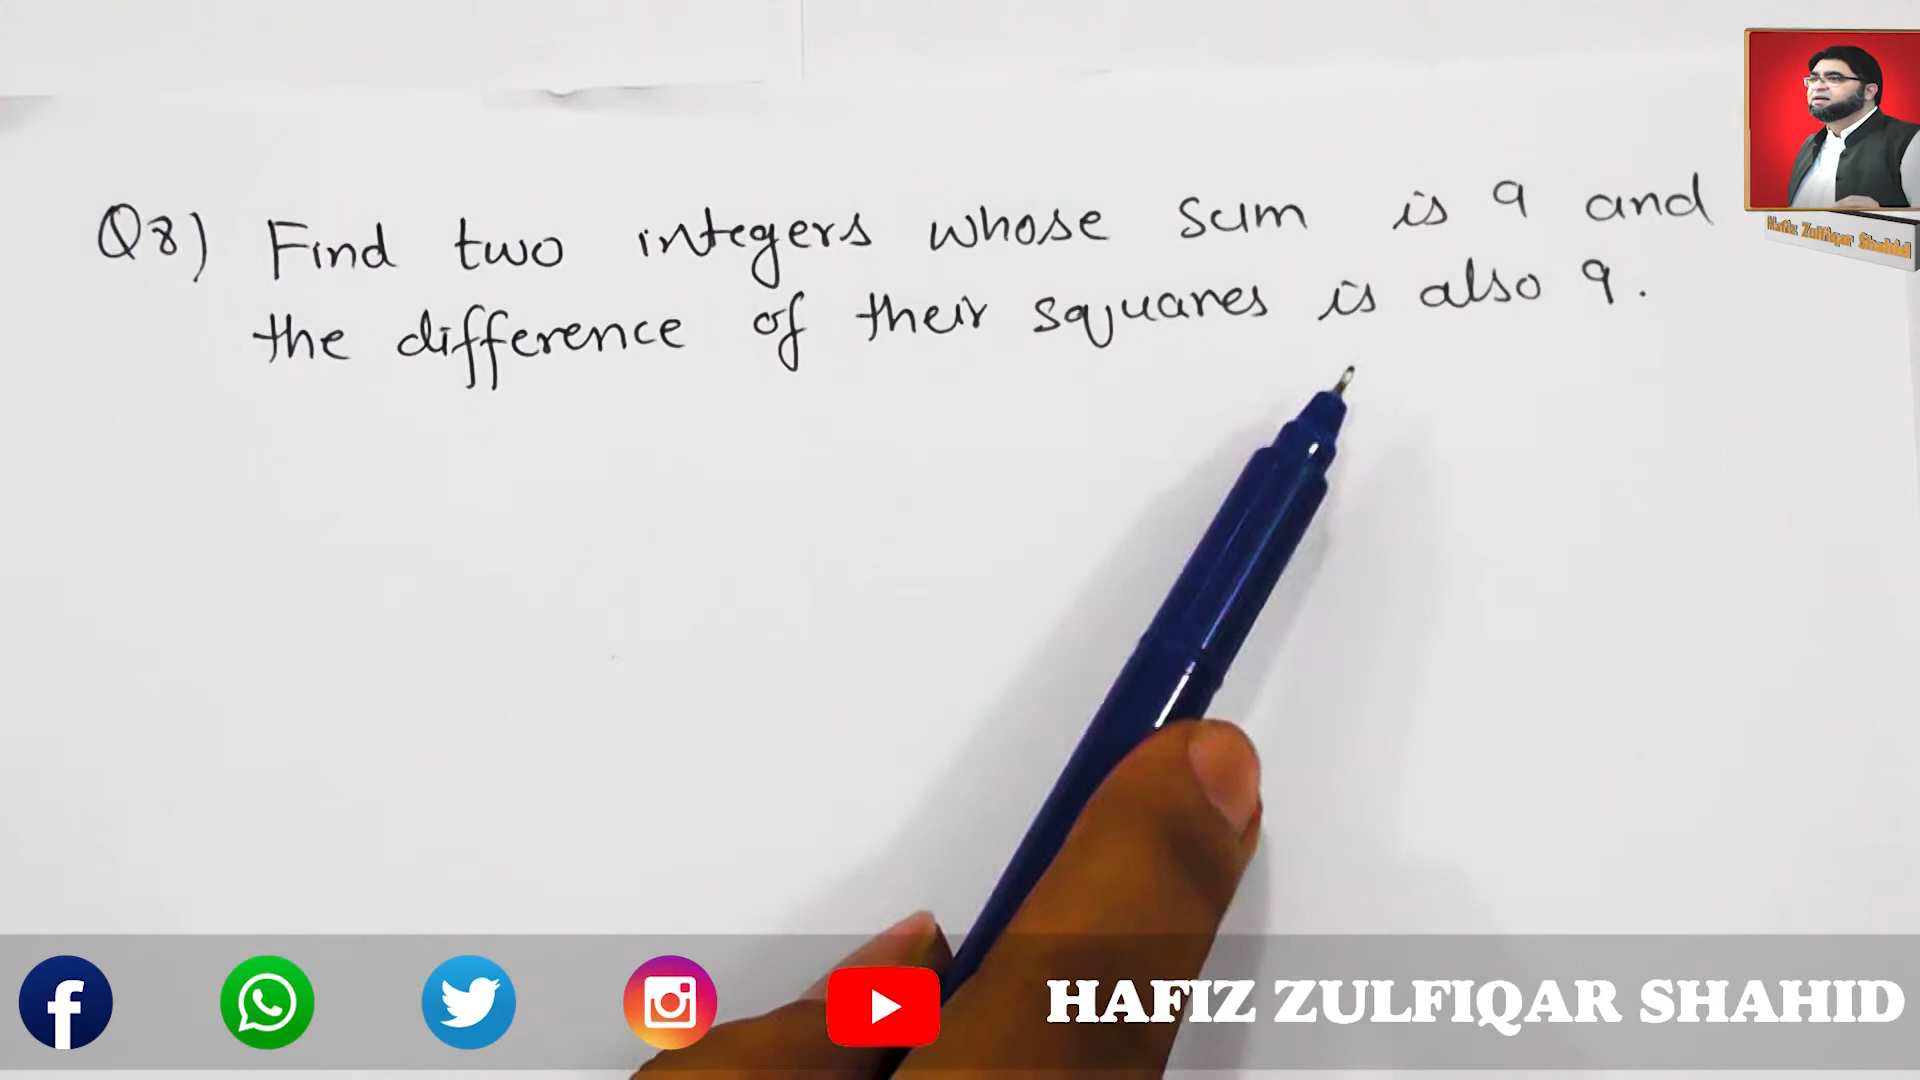 Hafiz Zulfiqar Shahid
Q8) Find two integers whose sum is 9 and
the difference of their squares is also 9.
HAFIZ ZULFIQAR SHAHID